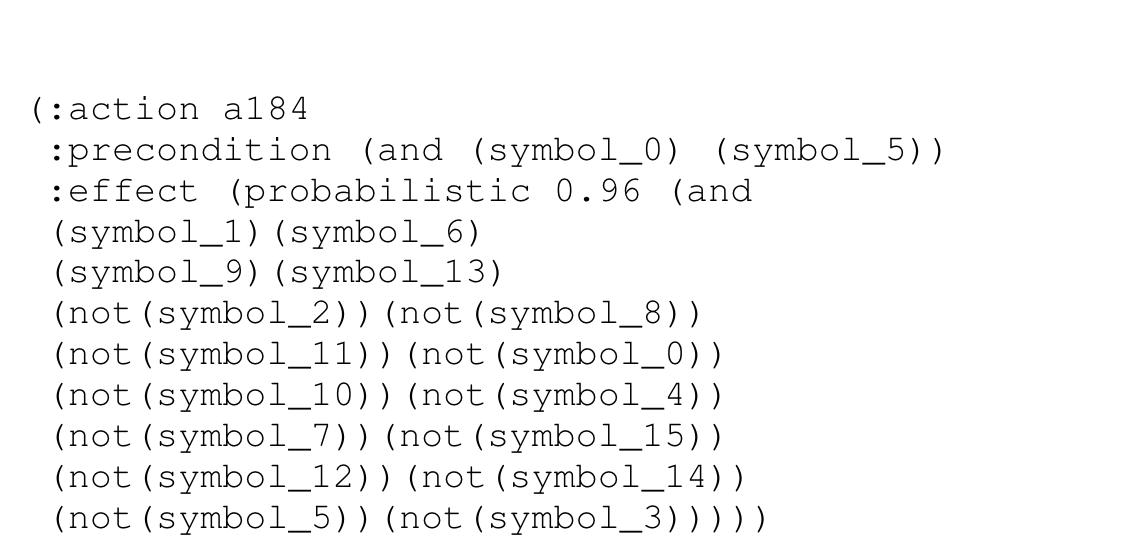 (:action a184
:precondition (and (symbol_0) (symbol_5))
:effect (probabilistic 0.96 (and
(symbol_1)(symbol_6)
(symbol_9)(symbol_13)
(not(symbol_2))(not(symbol_8))
(not(symbol_11))(not(symbol_0))
(not(symbol_10))(not(symbol_4))
(not(symbol_7))(not(symbol_15))
(not(symbol_12))(not(symbol_14))
(not(symbol_5))(not(symbol_3)))))